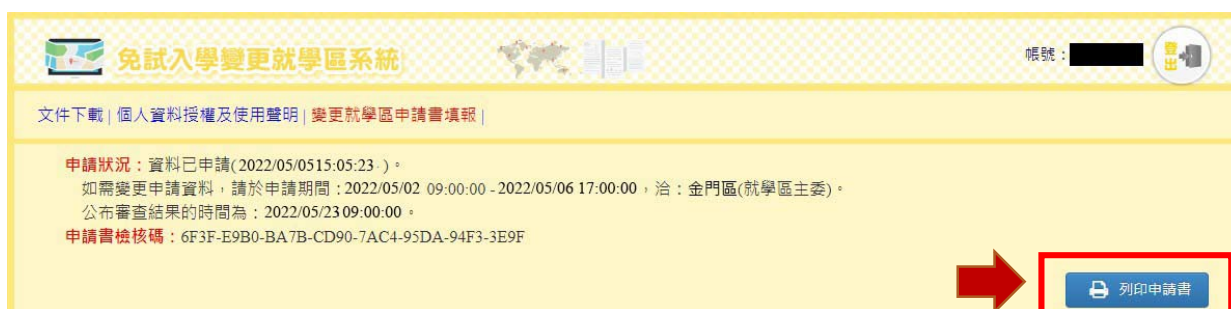 免試入學變更就學區系統
帳號：
登出
文件下載 | 個人資料授權及使用聲明 | 變更就學區申請書填報 |
申請狀況：資料已申請(2022/05/0515:05:23 )。
如需變更申請資料，請於申請期間：2022/05/02 09:00:00 - 2022/05/06 17:00:00，洽：金門區(就學區主委)。
公布審查結果的時間為：2022/05/23 09:00:00。
申請書檢核碼：6F3F-E9B0-BA7B-CD90-7AC4-95DA-94F3-3E9F
列印申請書